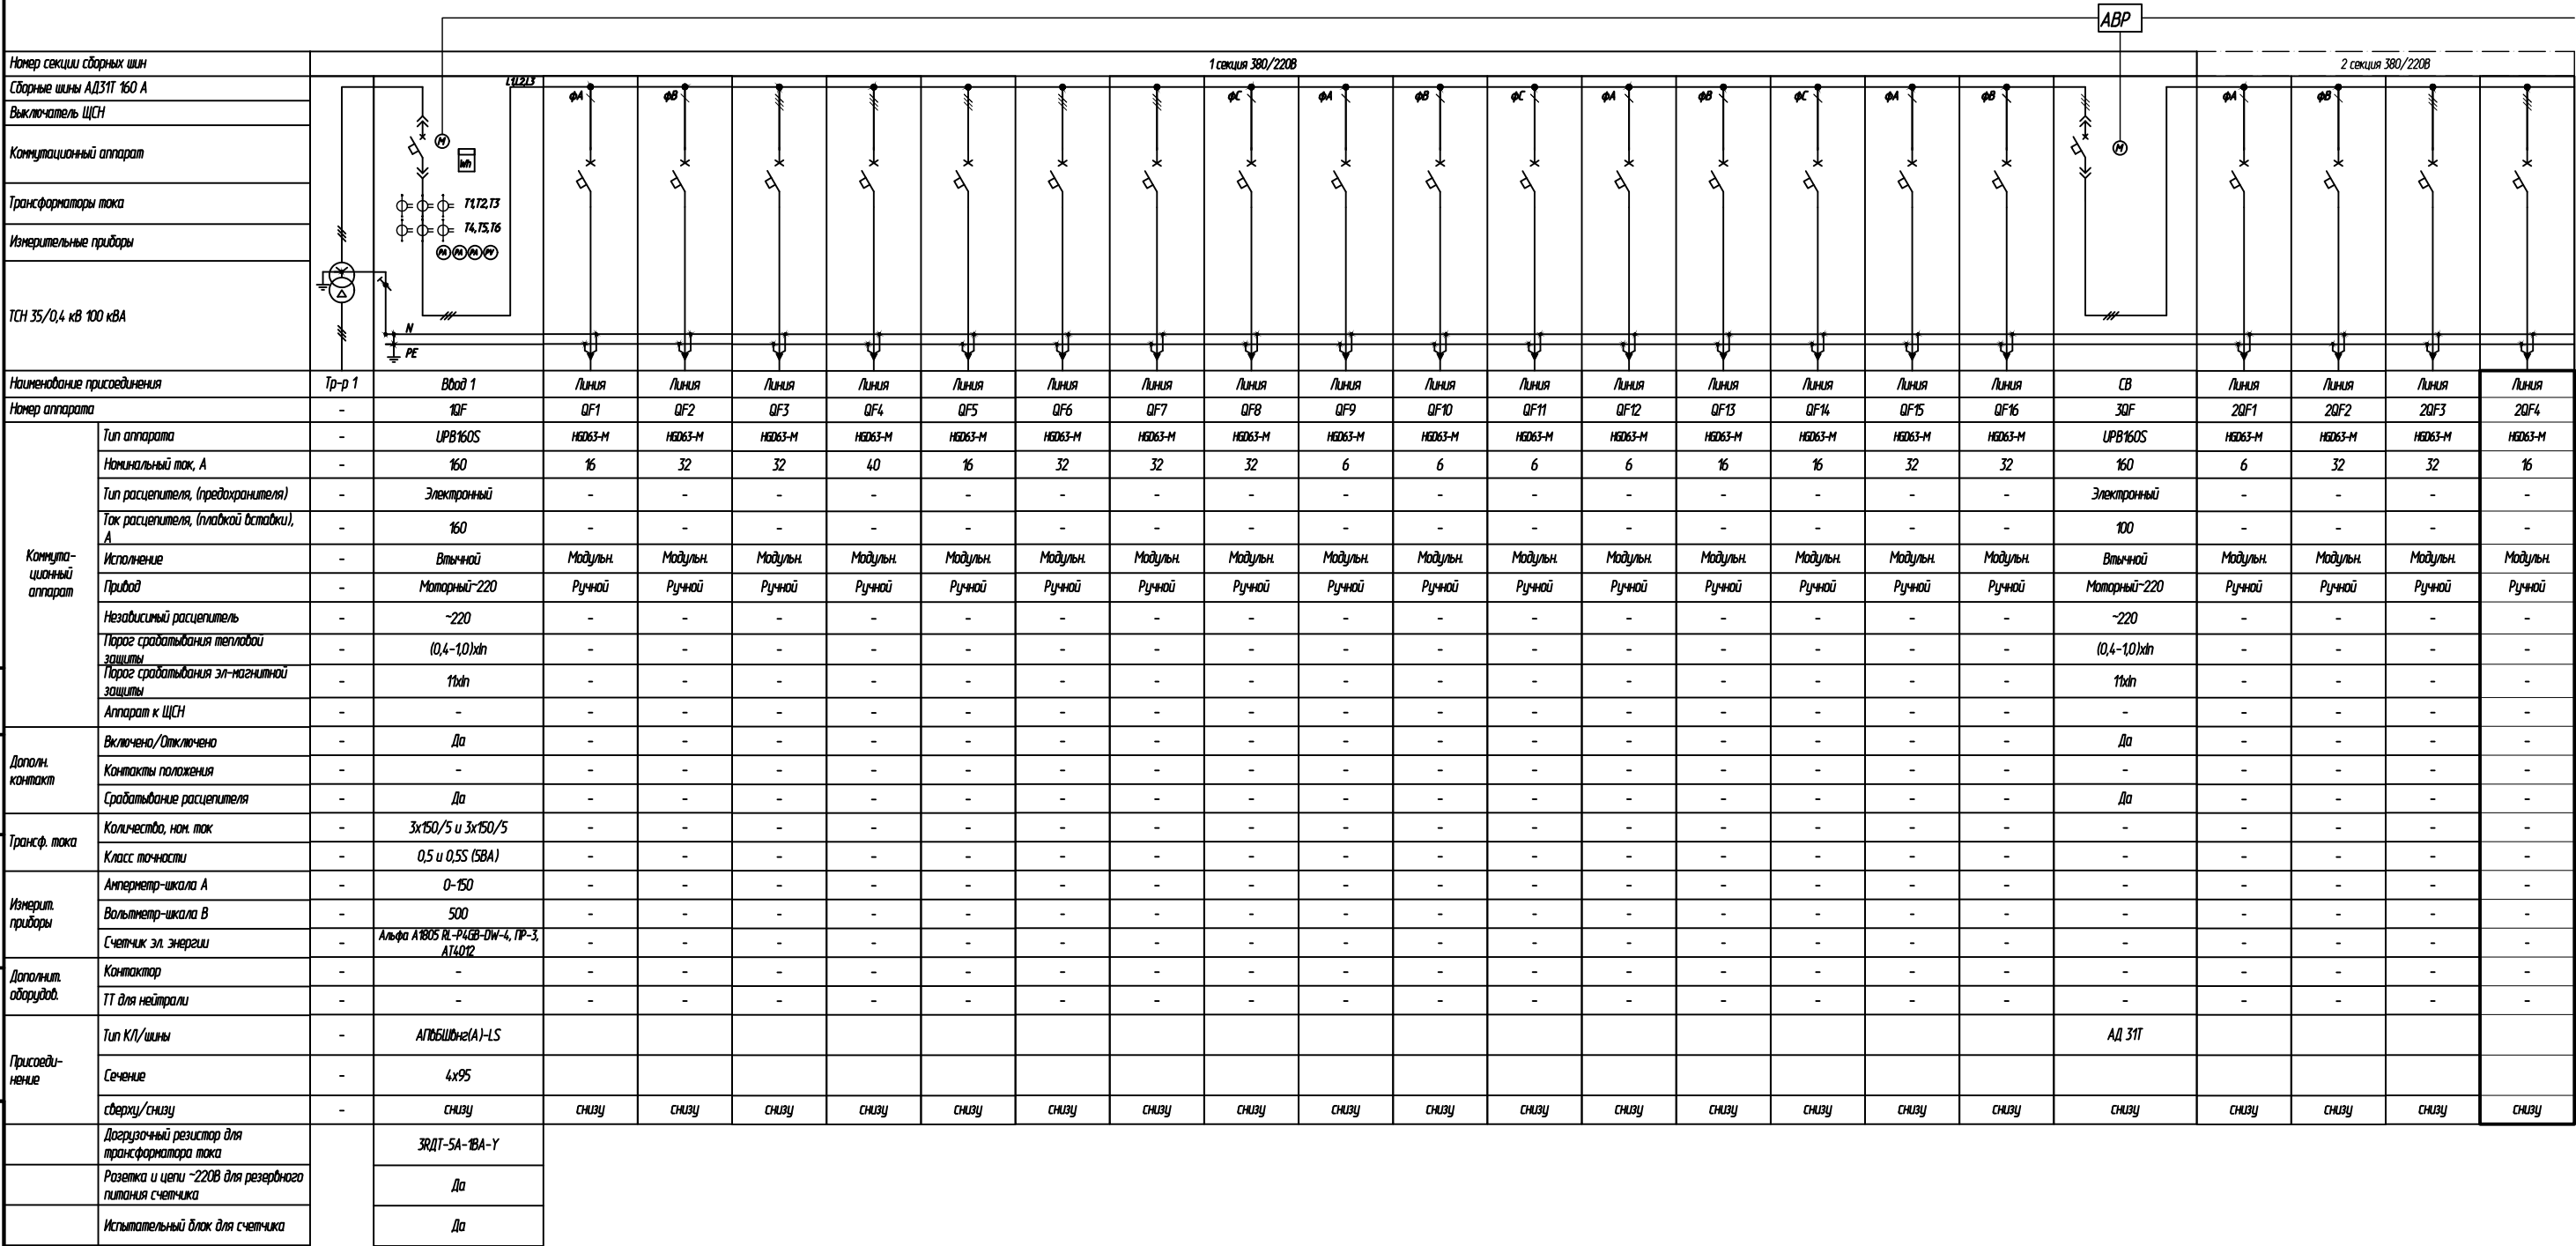 АВР
Номер секции сборных шин 1 секция 380/220В 2 секция 380/220В
Сборные шины АД31Т 160 А L1,L2,L3 фА фВ фС фА фВ фС фА фВ фС фА фВ фА фВ
Выключатель ЩСН
Коммутационный аппарат М Wh М
Трансформаторы тока Т1,Т2,Т3
Т4,Т5,Т6
Измерительные приборы PA PA PA PV
ТСН 35/0,4 кВ 100 кВА
N
PE
Наименование присоединения Тр-р 1 Ввод 1 Линия Линия Линия Линия Линия Линия Линия Линия Линия Линия Линия Линия Линия Линия Линия Линия СВ Линия Линия Линия Линия
Номер аппарата - 1QF QF1 QF2 QF3 QF4 QF5 QF6 QF7 QF8 QF9 QF10 QF11 QF12 QF13 QF14 QF15 QF16 3QF 2QF1 2QF2 2QF3 2QF4
Коммута-
ционный
аппарат
Тип аппарата - UPB160S HGD63-M HGD63-M HGD63-M HGD63-M HGD63-M HGD63-M HGD63-M HGD63-M HGD63-M HGD63-M HGD63-M HGD63-M HGD63-M HGD63-M HGD63-M HGD63-M UPB160S HGD63-M HGD63-M HGD63-M HGD63-M
Номинальный ток, А - 160 16 32 32 40 16 32 32 32 6 6 6 6 16 16 32 32 160 6 32 32 16
Тип расцепителя, (предохранителя) - Электронный - - - - - - - - - - - - - - - - Электронный - - - -
Ток расцепителя, (плавкой вставки),
А - 160 - - - - - - - - - - - - - - - - 100 - - - -
Исполнение - Втычной Модульн. Модульн. Модульн. Модульн. Модульн. Модульн. Модульн. Модульн. Модульн. Модульн. Модульн. Модульн. Модульн. Модульн. Модульн. Модульн. Втычной Модульн. Модульн. Модульн. Модульн.
Привод - Моторный~220 Ручной Ручной Ручной Ручной Ручной Ручной Ручной Ручной Ручной Ручной Ручной Ручной Ручной Ручной Ручной Ручной Моторный~220 Ручной Ручной Ручной Ручной
Независимый расцепитель - ~220 - - - - - - - - - - - - - - - - ~220 - - - -
Порог срабатывания тепловой
защиты - (0,4-1,0)xIn - - - - - - - - - - - - - - - - (0,4-1,0)xIn - - - -
Порог срабатывания эл-магнитной
защиты - 11xIn - - - - - - - - - - - - - - - - 11xIn - - - -
Аппарат к ЩСН - - - - - - - - - - - - - - - - - - - - - - -
Дополн.
контакт
Включено/Отключено - Да - - - - - - - - - - - - - - - - Да - - - -
Контакты положения - - - - - - - - - - - - - - - - - - - - - - -
Срабатывание расцепителя - Да - - - - - - - - - - - - - - - - Да - - - -
Трансф. тока
Количество, ном. ток - 3х150/5 и 3х150/5 - - - - - - - - - - - - - - - - - - - - -
Класс точности - 0,5 и 0,5S (5ВА) - - - - - - - - - - - - - - - - - - - - -
Измерит.
приборы
Амперметр-шкала А - 0-150 - - - - - - - - - - - - - - - - - - - - -
Вольтметр-шкала В - 500 - - - - - - - - - - - - - - - - - - - - -
Счетчик эл. энергии - Альфа А1805 RL-P4GB-DW-4, ПР-3,
АТ4012 - - - - - - - - - - - - - - - - - - - - -
Дополнит.
оборудов.
Контактор - - - - - - - - - - - - - - - - - - - - - - -
ТТ для нейтрали - - - - - - - - - - - - - - - - - - - - - - -
Присоеди-
нение
Тип КЛ/шины - АПвБШвнг(А)-LS АД 31Т
Сечение - 4х95
сверху/снизу - снизу снизу снизу снизу снизу снизу снизу снизу снизу снизу снизу снизу снизу снизу снизу снизу снизу снизу снизу снизу снизу снизу
Догрузочный резистор для
трансформатора тока 3RДТ-5А-1ВА-Y
Розетка и цепи ~220В для резервного
питания счетчика Да
Испытательный блок для счетчика Да